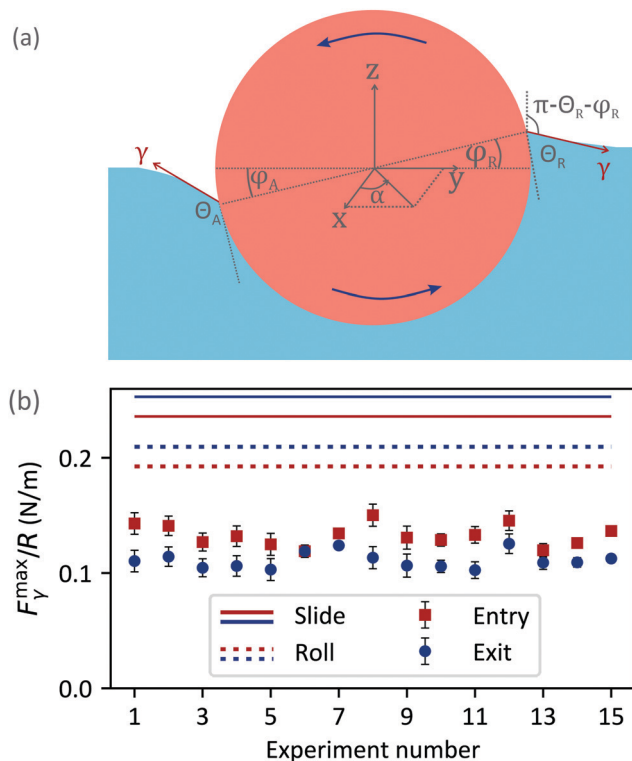 (a)
z
π-Θ_R-φ_R
γ
φ_A
φ_R
Θ_R
γ
y
Θ_A
α
x
(b)
F_γ^max/R (N/m)
0.2
0.1
0.0
Slide
Entry
Roll
Exit
1 3 5 7 9 11 13 15
Experiment number